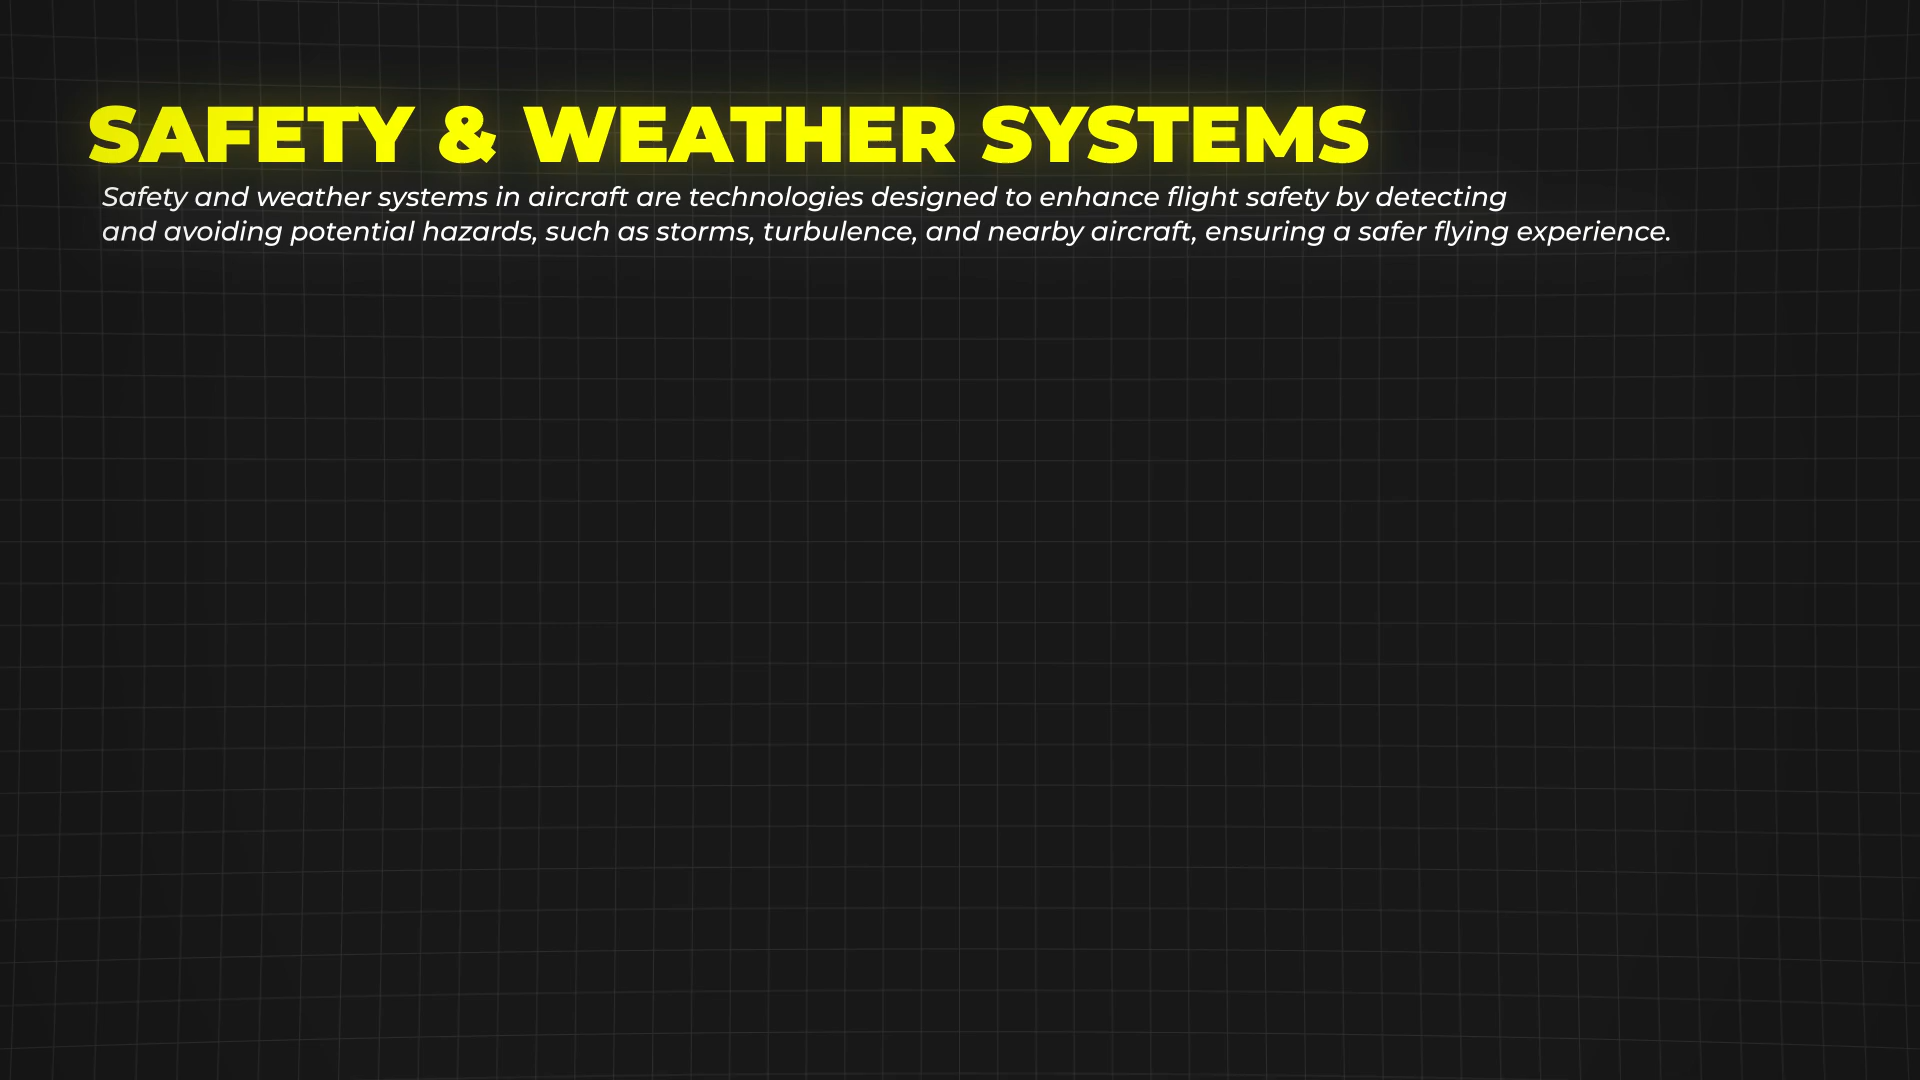 SAFETY & WEATHER SYSTEMS
Safety and weather systems in aircraft are technologies designed to enhance flight safety by detecting
and avoiding potential hazards, such as storms, turbulence, and nearby aircraft, ensuring a safer flying experience.